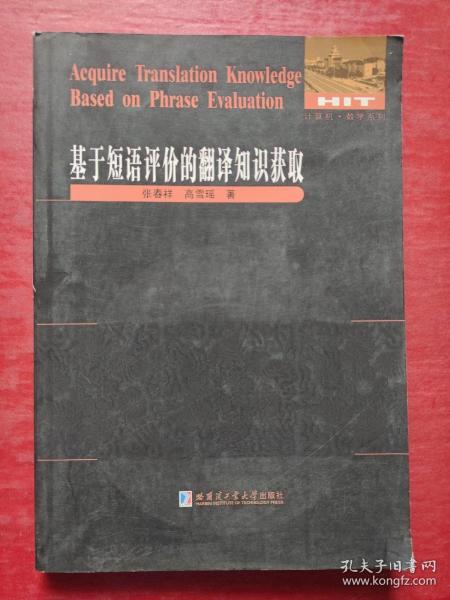 Acquire Translation Knowledge
Based on Phrase Evaluation
HIT
计算机·数学系列
基于短语评价的翻译知识获取
张春祥 高雪瑶 著
哈尔滨工业大学出版社
HARBIN INSTITUTE OF TECHNOLOGY PRESS
孔夫子旧书网
www.kongfz.com